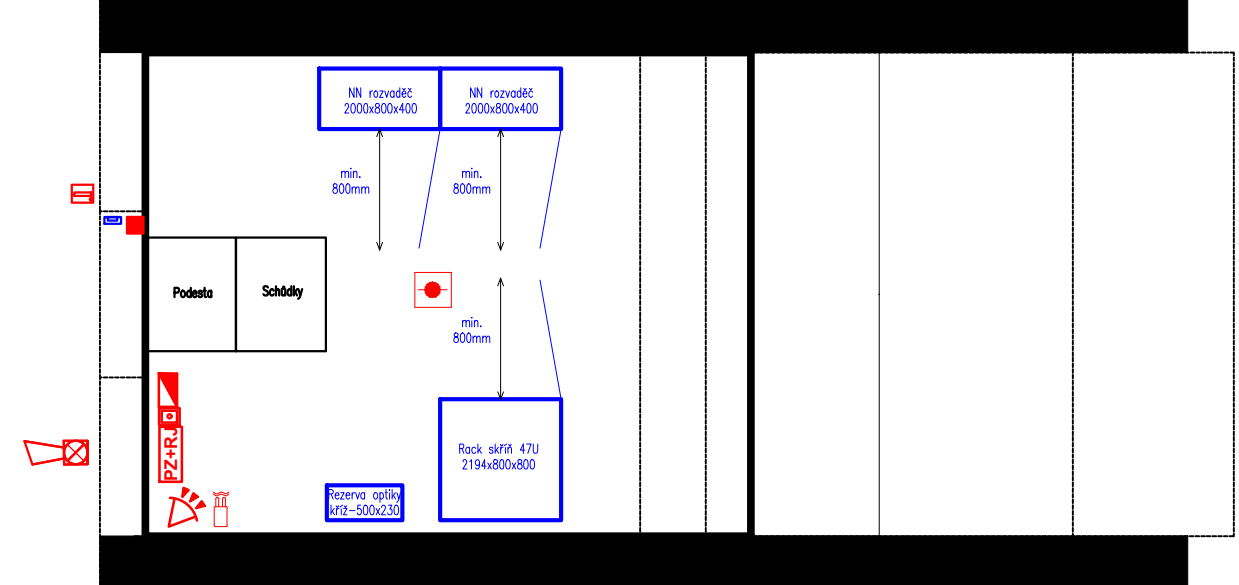 NN rozvaděč
2000x800x400
NN rozvaděč
2000x800x400
min.
800mm
min.
800mm
Podesta
Schůdky
min.
800mm
PZ+RJ
Rack skříň 47U
2194x800x800
Rezerva optiky
kříž-500x230